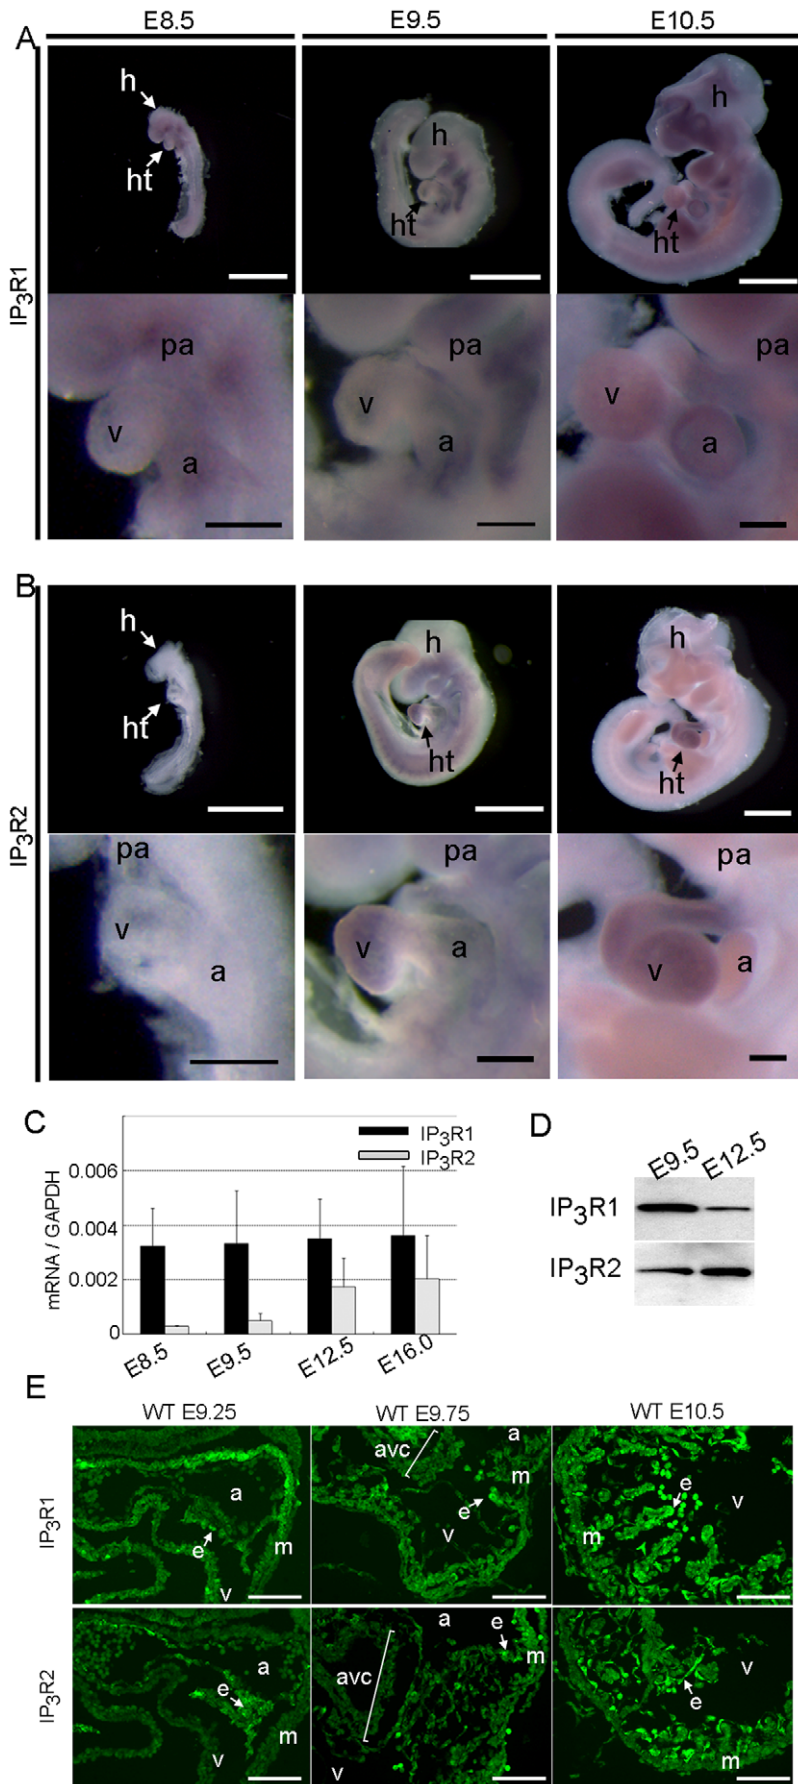 E8.5 E9.5 E10.5
A
IP3R1
h h h
ht ht ht
pa pa pa
v v v
a a a
B
IP3R2
h h h
ht ht ht
pa pa pa
v v v
a a a
C
IP3R1
IP3R2
mRNA / GAPDH
0.006
0.004
0.002
0
E8.5 E9.5 E12.5 E16.0
D
E9.5 E12.5
IP3R1
IP3R2
E
WT E9.25 WT E9.75 WT E10.5
IP3R1
a e m v
avc a m e v
e v m
IP3R2
a e m v
a e avc m v
v e m